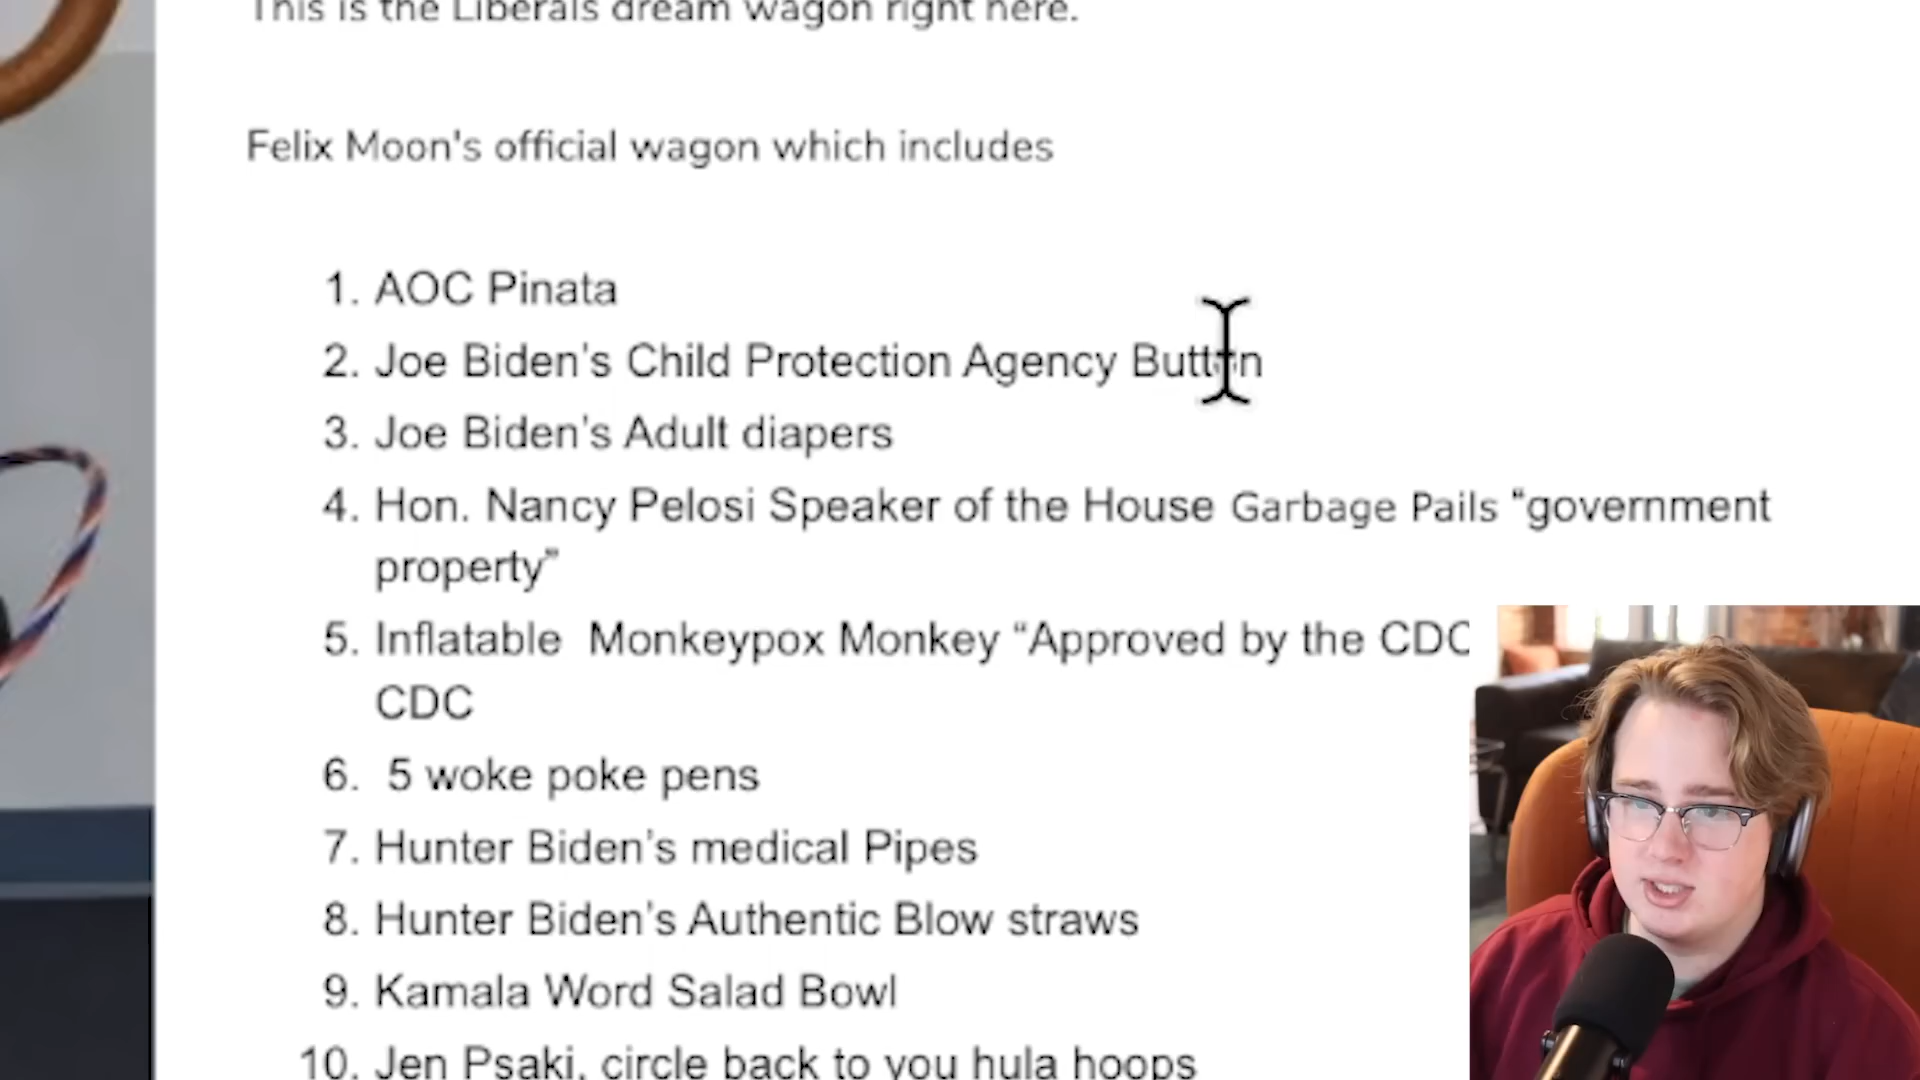 This is the Liberals dream wagon right here.
Felix Moon's official wagon which includes
1. AOC Pinata
2. Joe Biden's Child Protection Agency Button
3. Joe Biden's Adult diapers
4. Hon. Nancy Pelosi Speaker of the House Garbage Pails “government
property”
5. Inflatable Monkeypox Monkey “Approved by the CDC
CDC
6. 5 woke poke pens
7. Hunter Biden's medical Pipes
8. Hunter Biden's Authentic Blow straws
9. Kamala Word Salad Bowl
10. Jen Psaki, circle back to you hula hoops